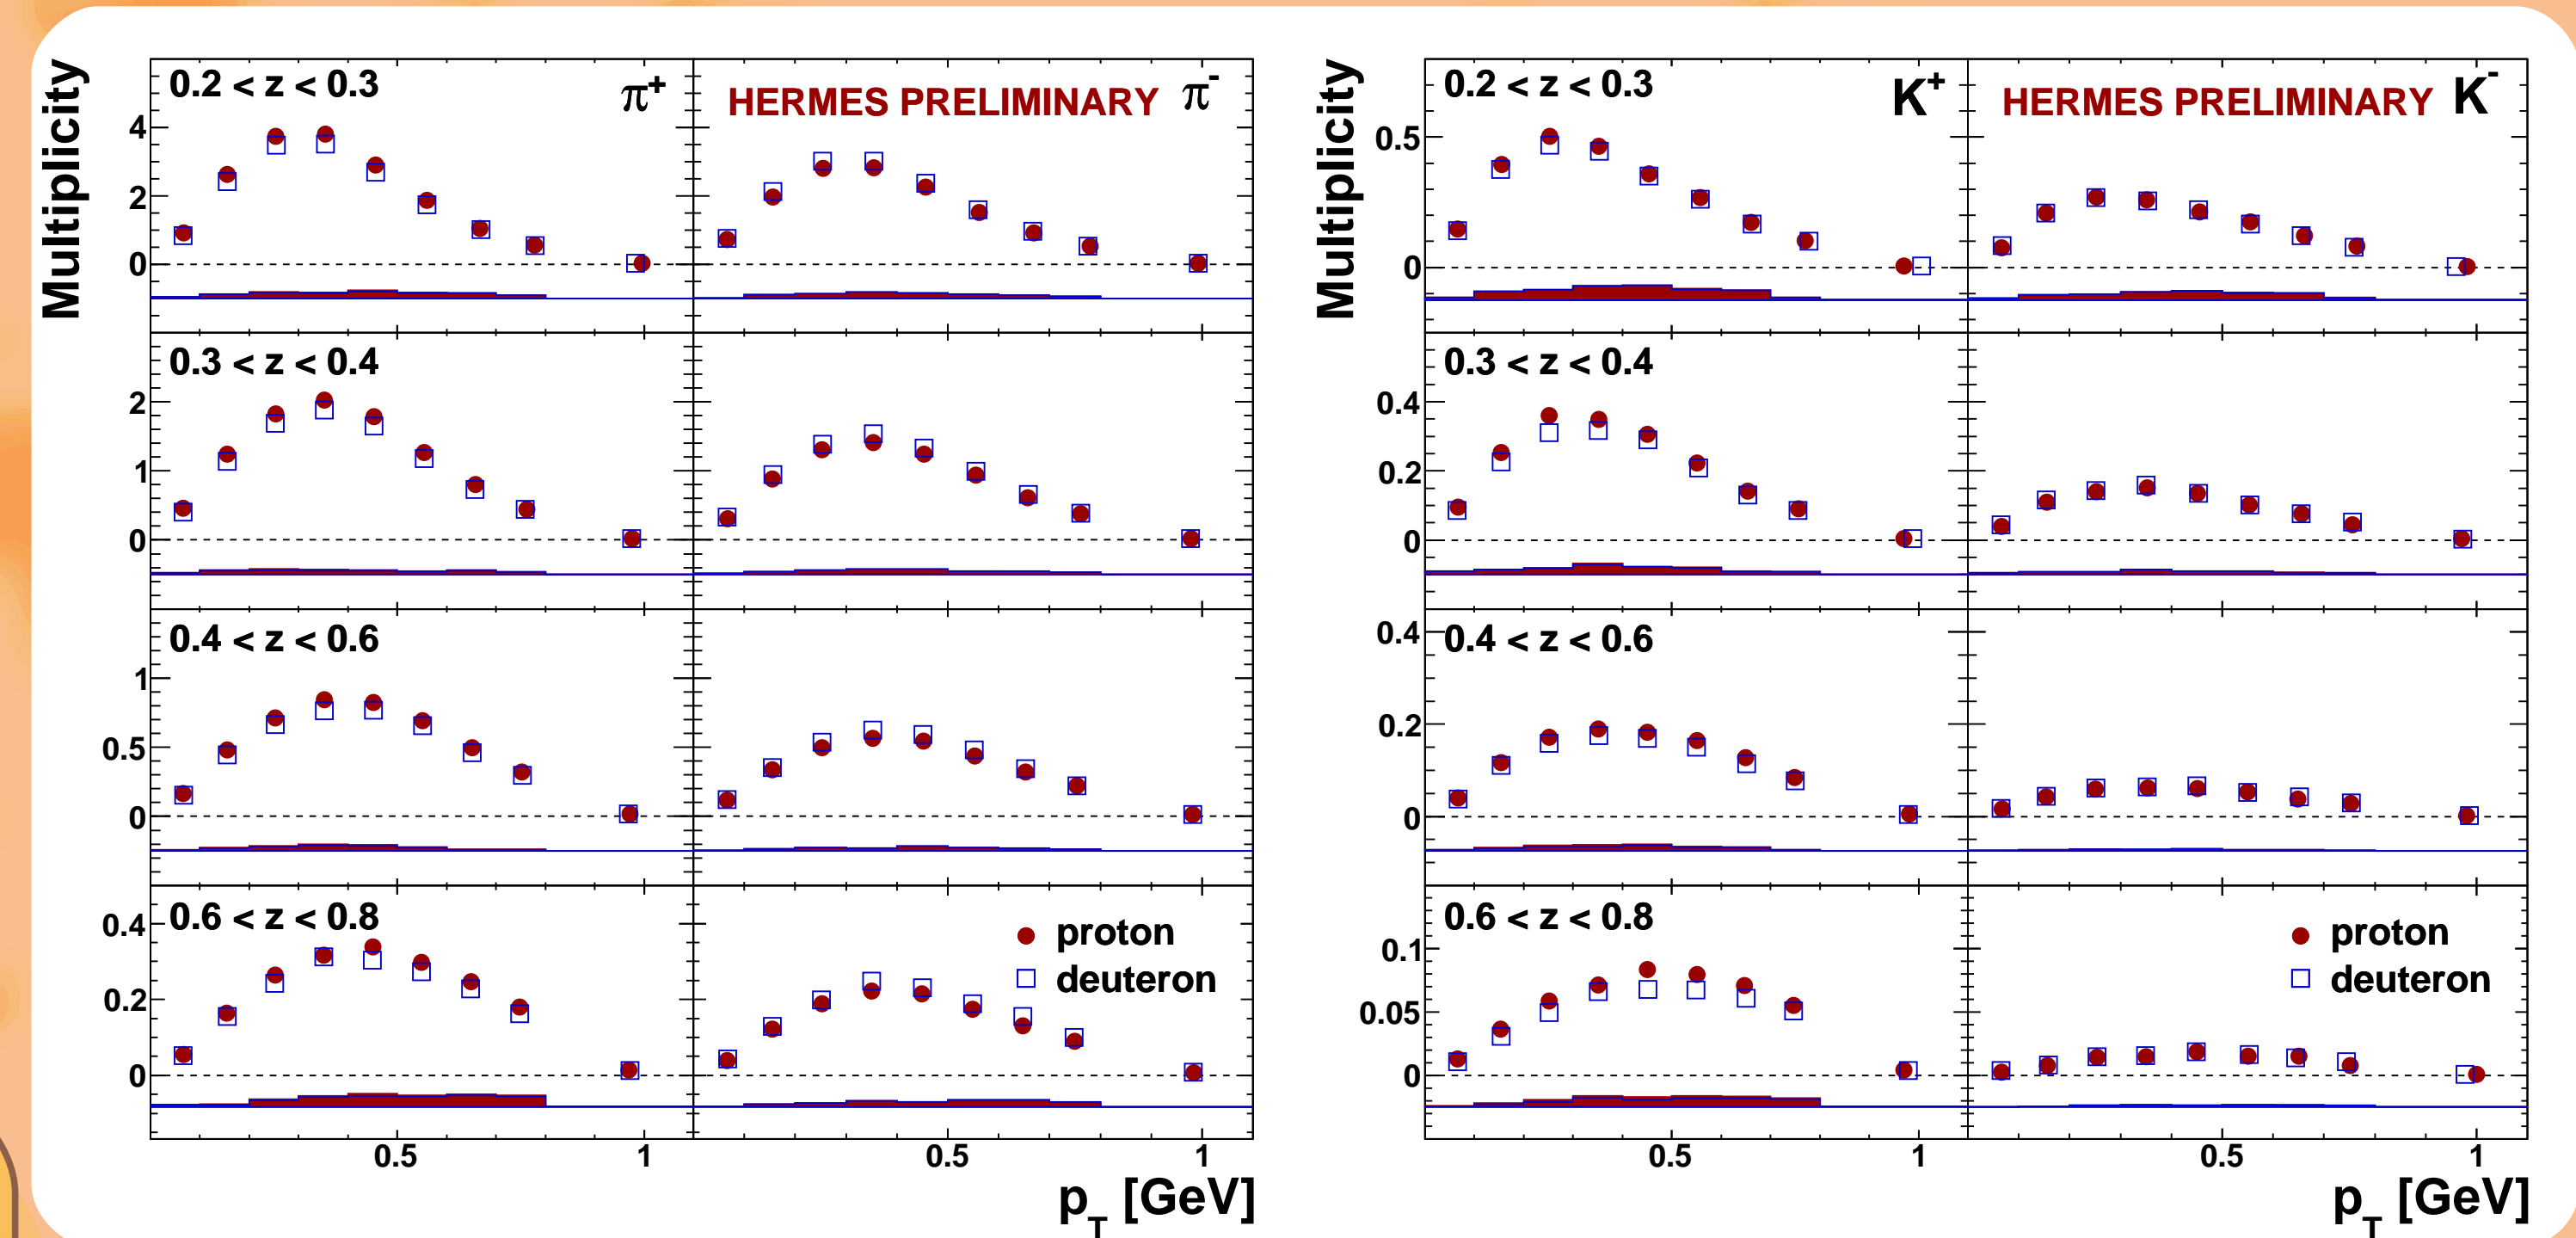 Multiplicity
0.2 < z < 0.3
π+
HERMES PRELIMINARY π-
4
2
0
0.3 < z < 0.4
2
1
0
0.4 < z < 0.6
1
0.5
0
0.6 < z < 0.8
0.4
0.2
0
proton
deuteron
0.5 1 0.5 1
pT [GeV]
Multiplicity
0.2 < z < 0.3
K+
HERMES PRELIMINARY K-
0.5
0
0.3 < z < 0.4
0.4
0.2
0
0.4 < z < 0.6
0.4
0.2
0
0.6 < z < 0.8
0.1
0.05
0
proton
deuteron
0.5 1 0.5 1
pT [GeV]